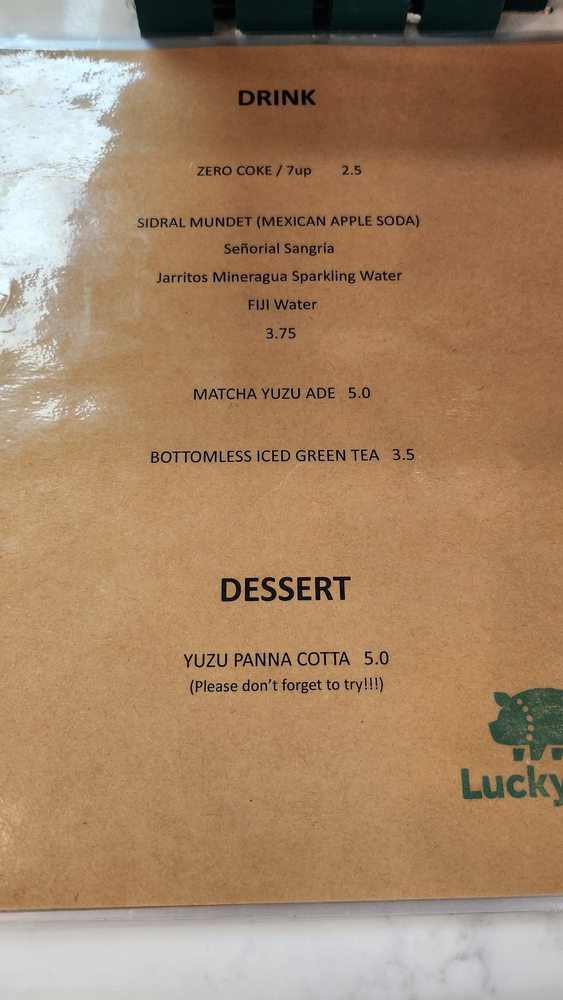 DRINK
ZERO COKE / 7up 2.5
SIDRAL MUNDET (MEXICAN APPLE SODA)
Señorial Sangría
Jarritos Mineragua Sparkling Water
FIJI Water
3.75
MATCHA YUZU ADE 5.0
BOTTOMLESS ICED GREEN TEA 3.5
DESSERT
YUZU PANNA COTTA 5.0
(Please don't forget to try!!!)
Lucky